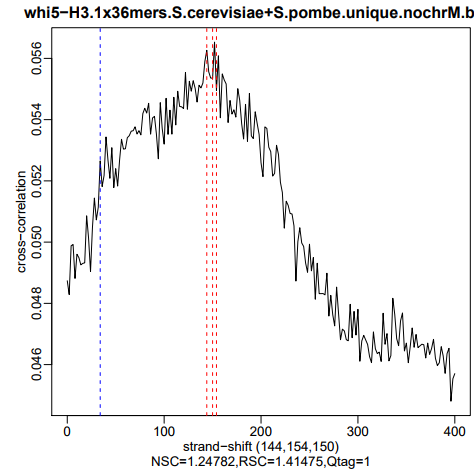 whi5−H3.1x36mers.S.cerevisiae+S.pombe.unique.nochrM.b
cross−correlation
0.056
0.054
0.052
0.050
0.048
0.046
0 100 200 300 400
strand−shift (144,154,150)
NSC=1.24782,RSC=1.41475,Qtag=1